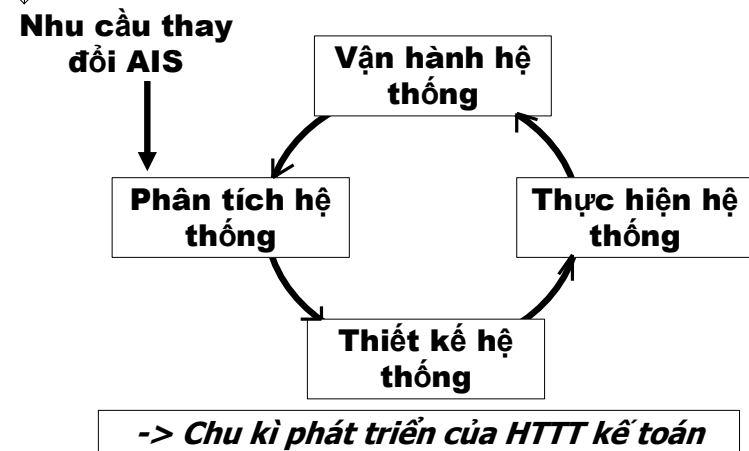 Nhu cầu thay
đổi AIS
Vận hành hệ
thống
Phân tích hệ
thống
Thực hiện hệ
thống
Thiết kế hệ
thống
-> Chu kì phát triển của HTTT kế toán